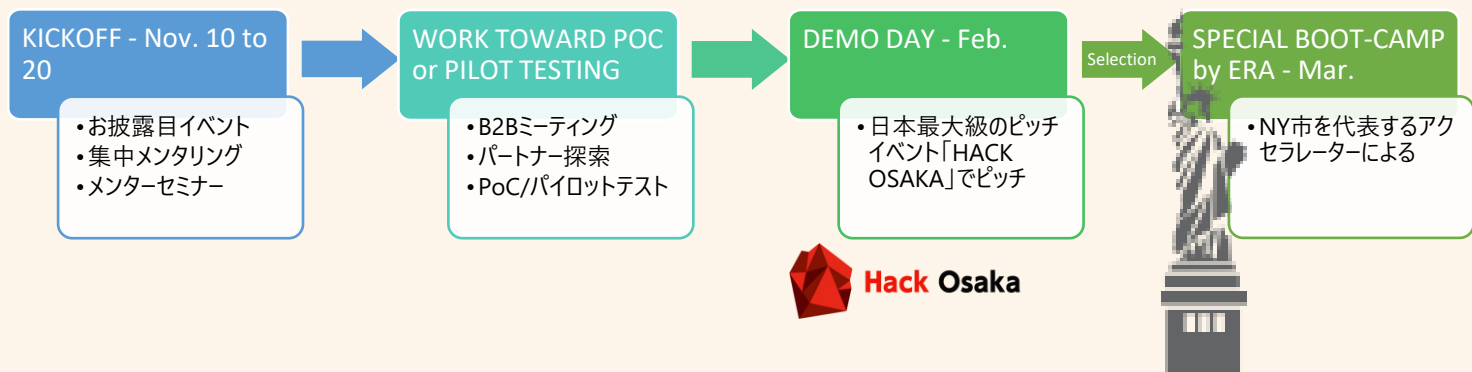 KICKOFF - Nov. 10 to
20
•お披露目イベント
•集中メンタリング
•メンターセミナー
WORK TOWARD POC
or PILOT TESTING
•B2Bミーティング
•パートナー探索
•PoC/パイロットテスト
DEMO DAY - Feb.
•日本最大級のピッチ
イベント「HACK
OSAKA」でピッチ
Selection
SPECIAL BOOT-CAMP
by ERA - Mar.
•NY市を代表するアク
セラレーターによる
Hack Osaka